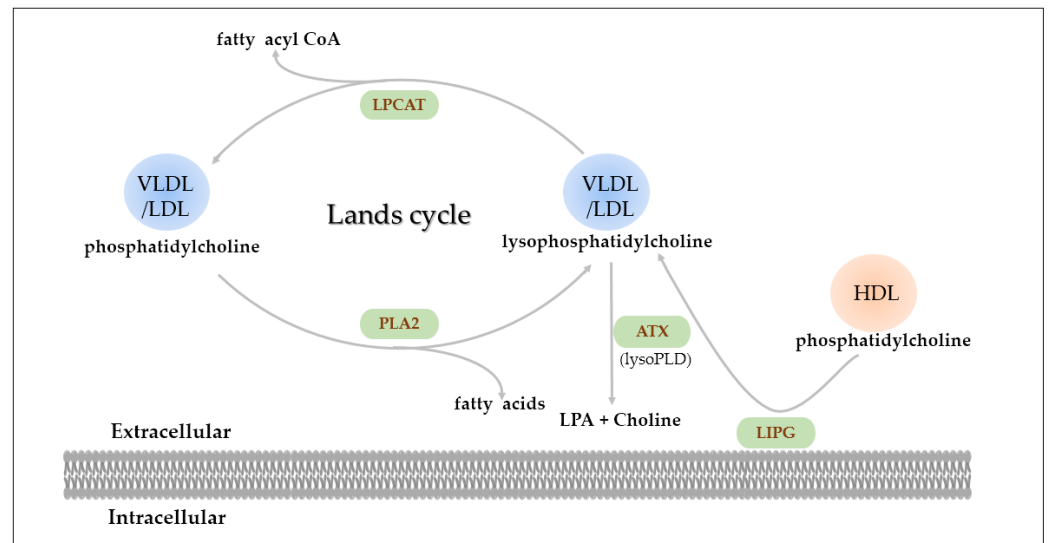 fatty acyl CoA
LPCAT
VLDL
/LDL
phosphatidylcholine
Lands cycle
VLDL
/LDL
lysophosphatidylcholine
HDL
phosphatidylcholine
PLA2
ATX
(lysoPLD)
fatty acids
LPA + Choline
LIPG
Extracellular
Intracellular